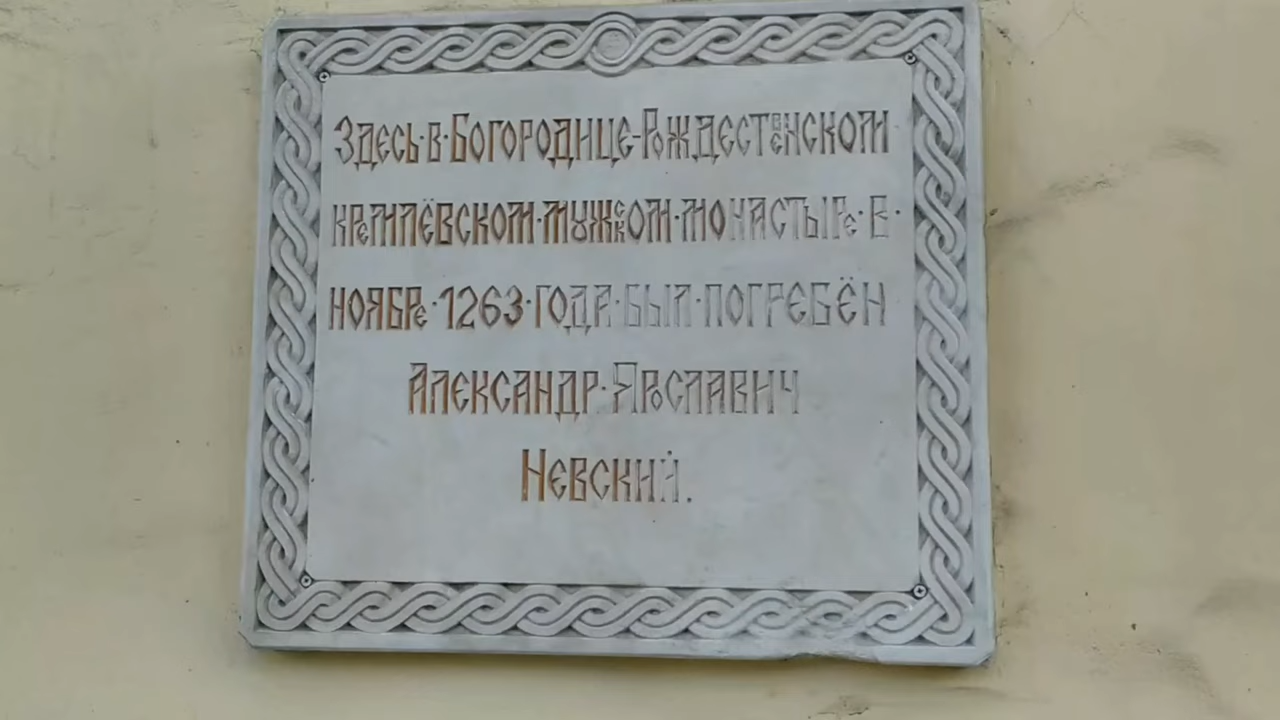 Здесь·в·Богородице-Рождественском
кремлёвском·мужском·монастыре·в·
ноябре·1263·года·был·погребён
Александр·Ярославич
Невский.